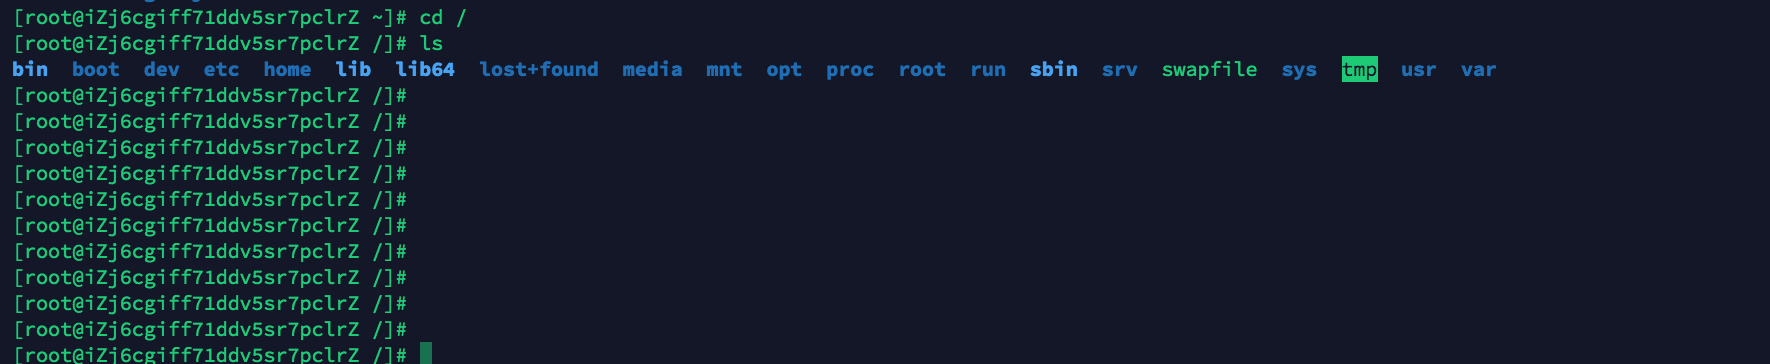 [root@iZj6cgiff71ddv5sr7pclrZ ~]# cd /
[root@iZj6cgiff71ddv5sr7pclrZ /]# ls
bin boot dev etc home lib lib64 lost+found media mnt opt proc root run sbin srv swapfile sys tmp usr var
[root@iZj6cgiff71ddv5sr7pclrZ /]#
[root@iZj6cgiff71ddv5sr7pclrZ /]#
[root@iZj6cgiff71ddv5sr7pclrZ /]#
[root@iZj6cgiff71ddv5sr7pclrZ /]#
[root@iZj6cgiff71ddv5sr7pclrZ /]#
[root@iZj6cgiff71ddv5sr7pclrZ /]#
[root@iZj6cgiff71ddv5sr7pclrZ /]#
[root@iZj6cgiff71ddv5sr7pclrZ /]#
[root@iZj6cgiff71ddv5sr7pclrZ /]#
[root@iZj6cgiff71ddv5sr7pclrZ /]#
[root@iZj6cgiff71ddv5sr7pclrZ /]#